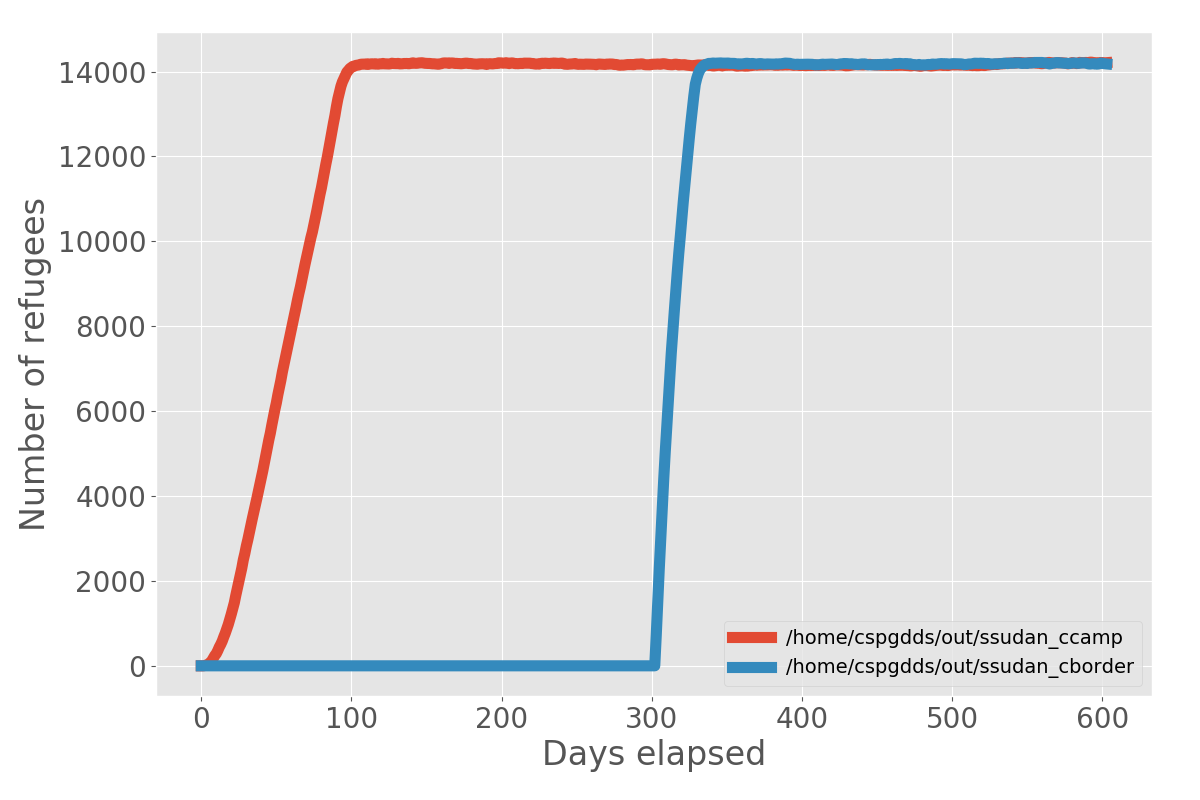 Number of refugees
14000
12000
10000
8000
6000
4000
2000
0
/home/cspgdds/out/ssudan_ccamp
/home/cspgdds/out/ssudan_cborder
0 100 200 300 400 500 600
Days elapsed